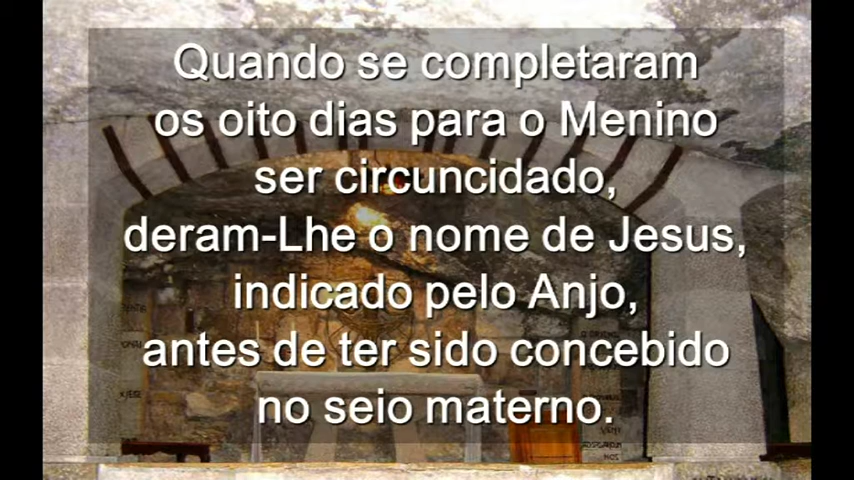 Quando se completaram
os oito dias para o Menino
ser circuncidado,
deram-Lhe o nome de Jesus,
indicado pelo Anjo,
antes de ter sido concebido
no seio materno.